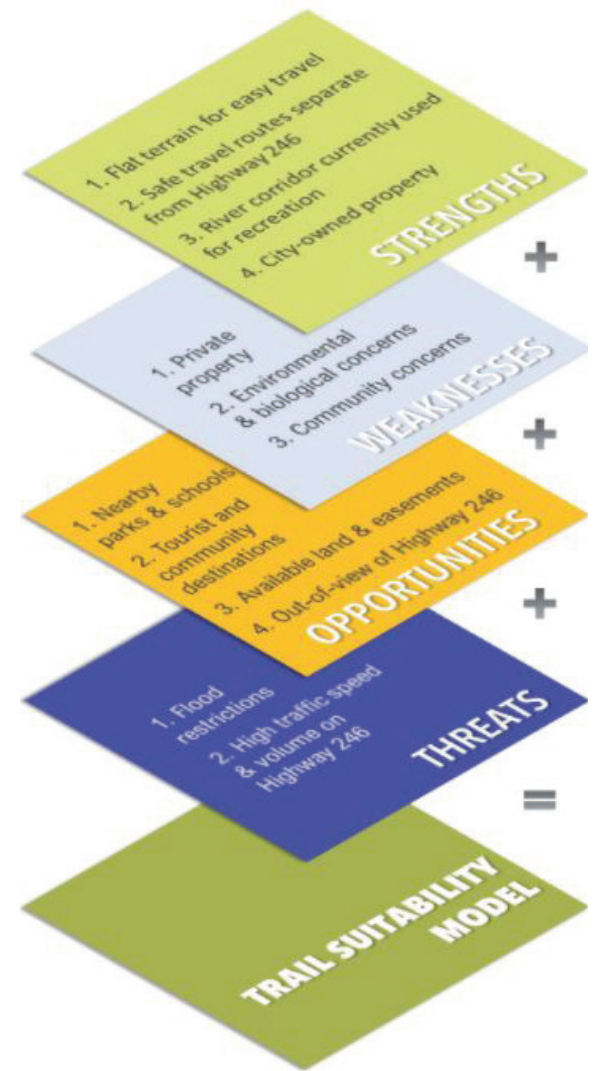 1. Flat terrain for easy travel
2. Safe travel routes separate
from Highway 246
3. River corridor currently used
for recreation
4. City-owned property
STRENGTHS
+
1. Private
property
2. Environmental
& biological concerns
3. Community concerns
WEAKNESSES
+
1. Nearby
parks & schools
2. Tourist and
community
destinations
3. Available land & easements
4. Out-of-view of Highway 246
OPPORTUNITIES
+
1. Flood
restrictions
2. High traffic speed
& volume on
Highway 246
THREATS
=
TRAIL SUITABILITY
MODEL